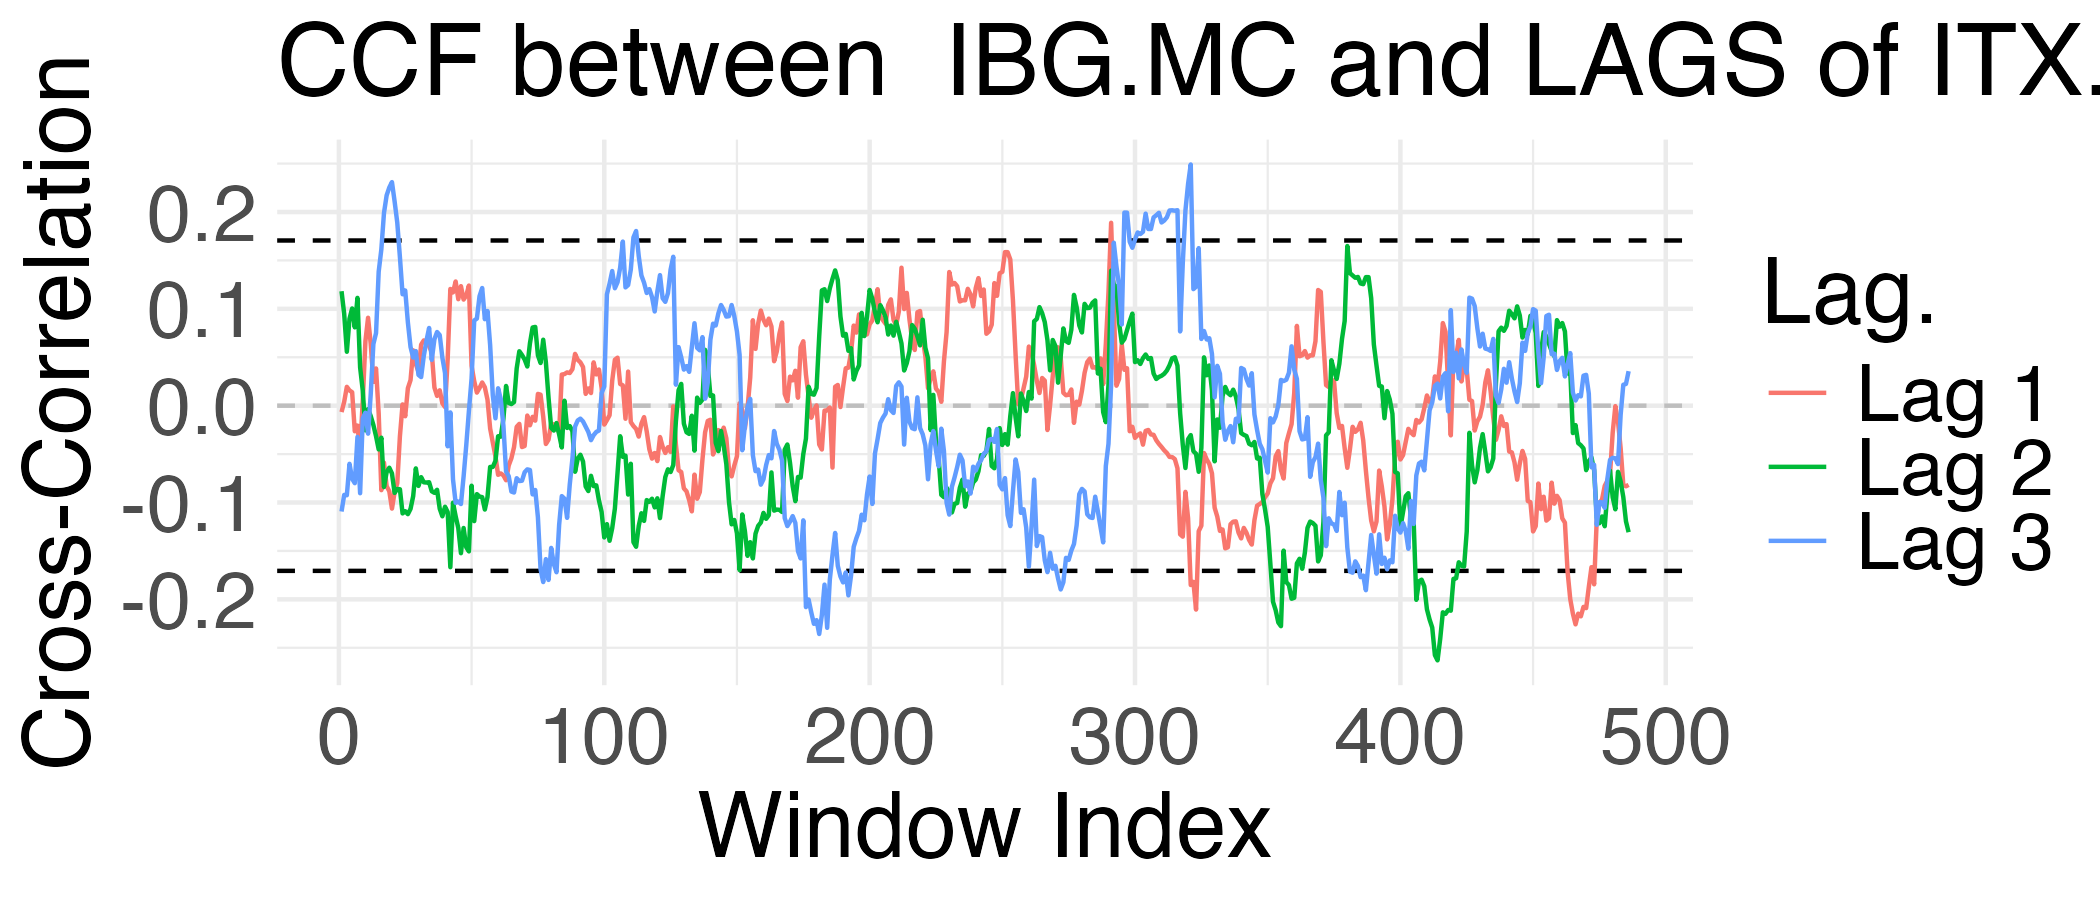 CCF between  IBG.MC and LAGS of ITX.
Cross-Correlation
0.2
0.1
0.0
-0.1
-0.2
0 100 200 300 400 500
Window Index
Lag.
Lag 1
Lag 2
Lag 3